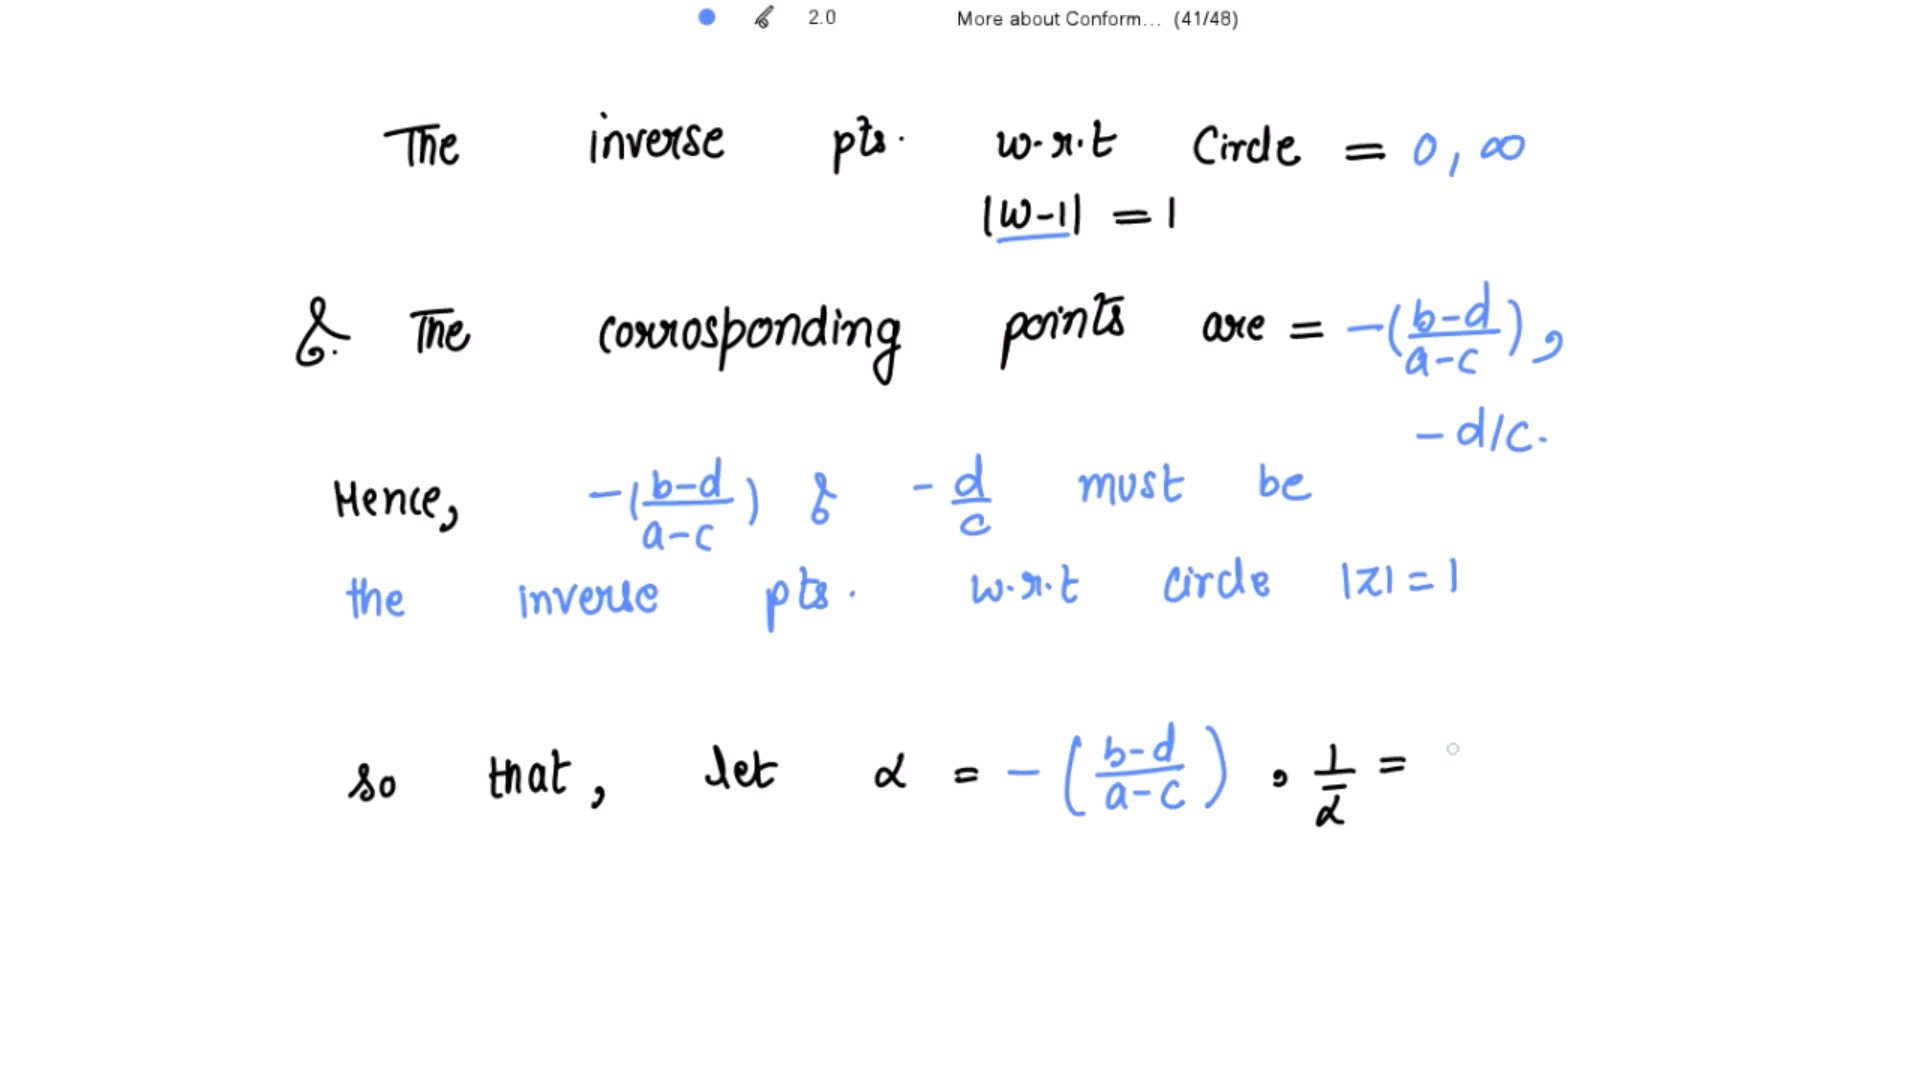 2.0 More about Conform... (41/48)
The inverse pts. w.r.t Circle = 0, ∞
|w-1| = 1
& The corrosponding points are = -(b-d/a-c),
- d/c.
Hence, -(b-d/a-c) & -d/c must be
the inverse pts. w.r.t circle |z| = 1
so that, let α = -(b-d/a-c), 1/ᾱ =